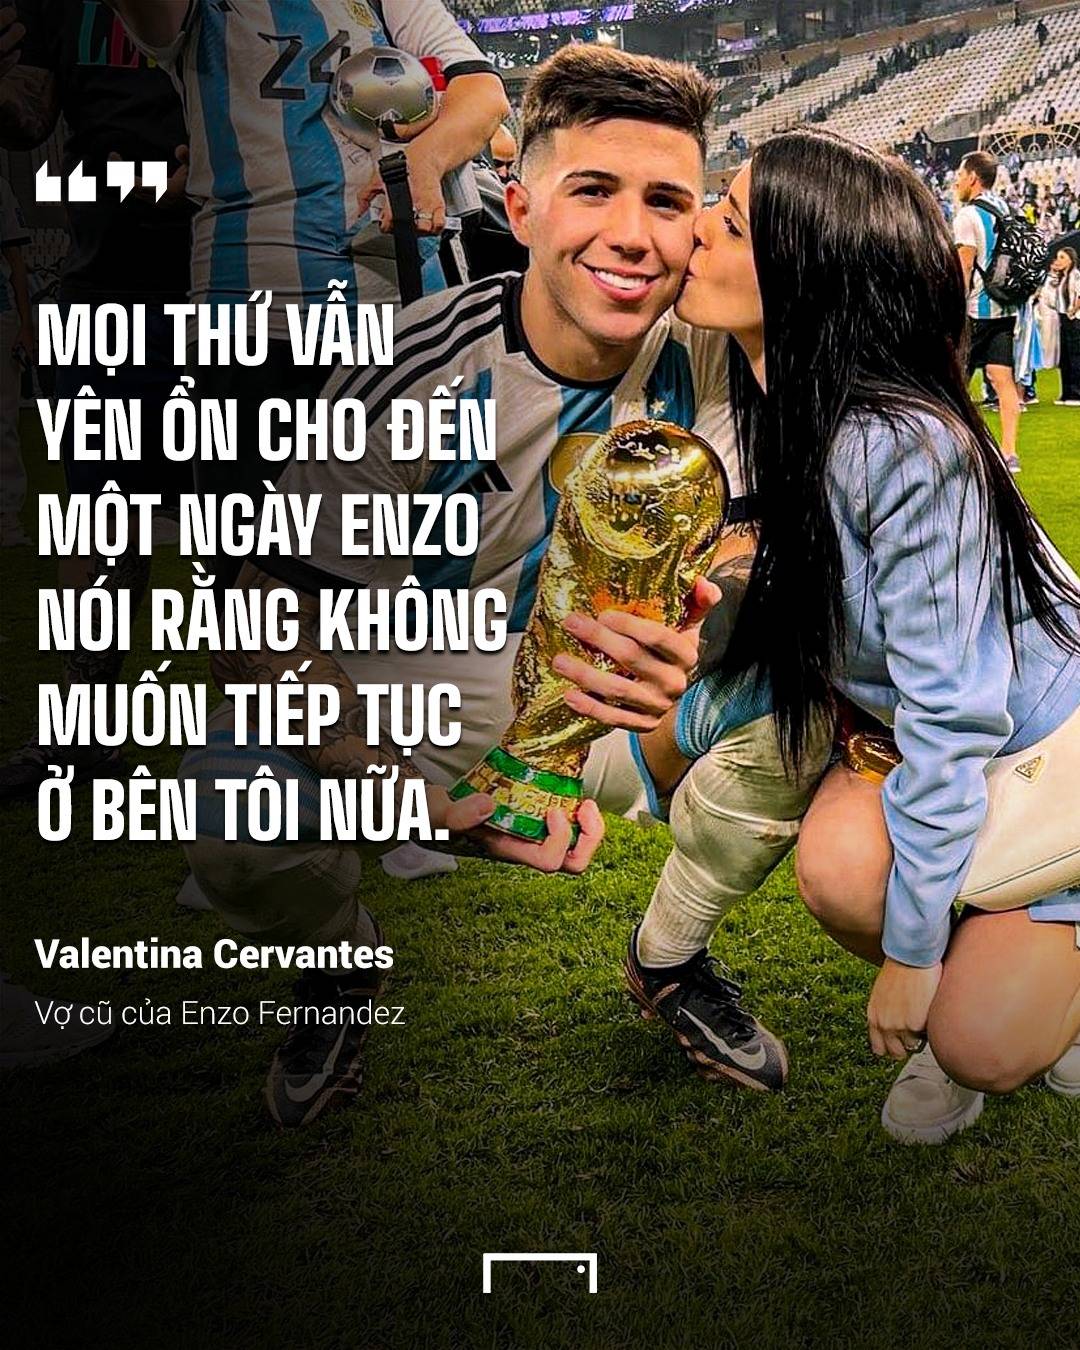 MỌI THỨ VẪN
YÊN ỔN CHO ĐẾN
MỘT NGÀY ENZO
NÓI RẰNG KHÔNG
MUỐN TIẾP TỤC
Ở BÊN TÔI NỮA.
Valentina Cervantes
Vợ cũ của Enzo Fernandez
24